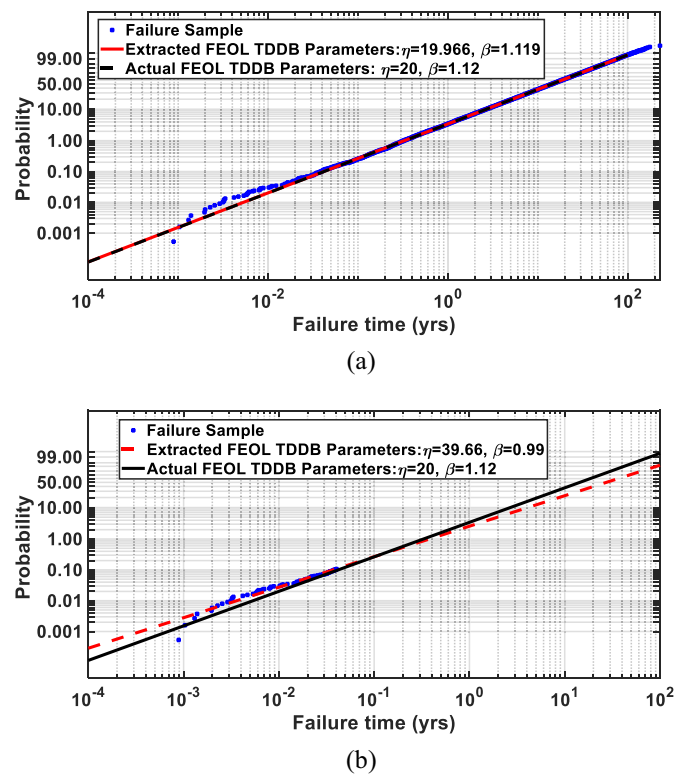 Failure Sample
Extracted FEOL TDDB Parameters:η=19.966, β=1.119
Actual FEOL TDDB Parameters: η=20, β=1.12
Probability
99.00
50.00
10.00
1.00
0.10
0.01
0.001
10^-4
10^-2
10^0
10^2
Failure time (yrs)
(a)
Failure Sample
Extracted FEOL TDDB Parameters:η=39.66, β=0.99
Actual FEOL TDDB Parameters:η=20, β=1.12
Probability
99.00
50.00
10.00
1.00
0.10
0.01
0.001
10^-4
10^-3
10^-2
10^-1
10^0
10^1
10^2
Failure time (yrs)
(b)